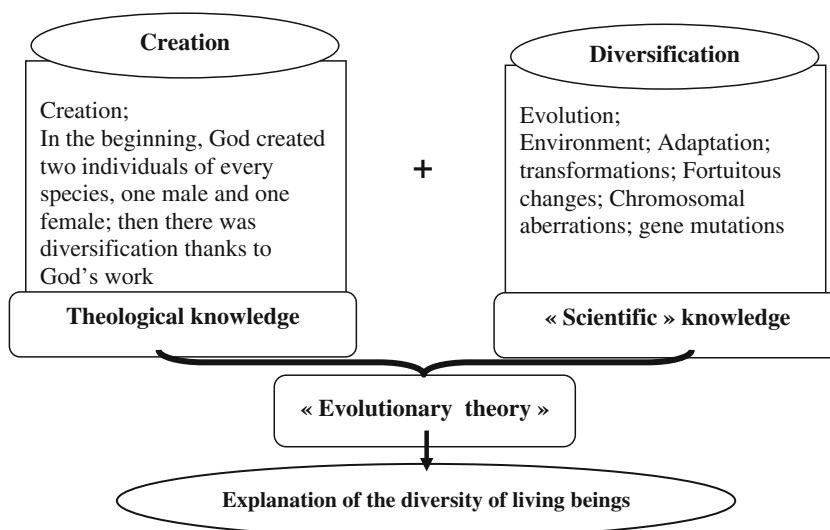 Creation
Creation;
In the beginning, God created
two individuals of every
species, one male and one
female; then there was
diversification thanks to
God's work
Theological knowledge
+
Diversification
Evolution;
Environment; Adaptation;
transformations; Fortuitous
changes; Chromosomal
aberrations; gene mutations
« Scientific » knowledge
« Evolutionary theory »
Explanation of the diversity of living beings